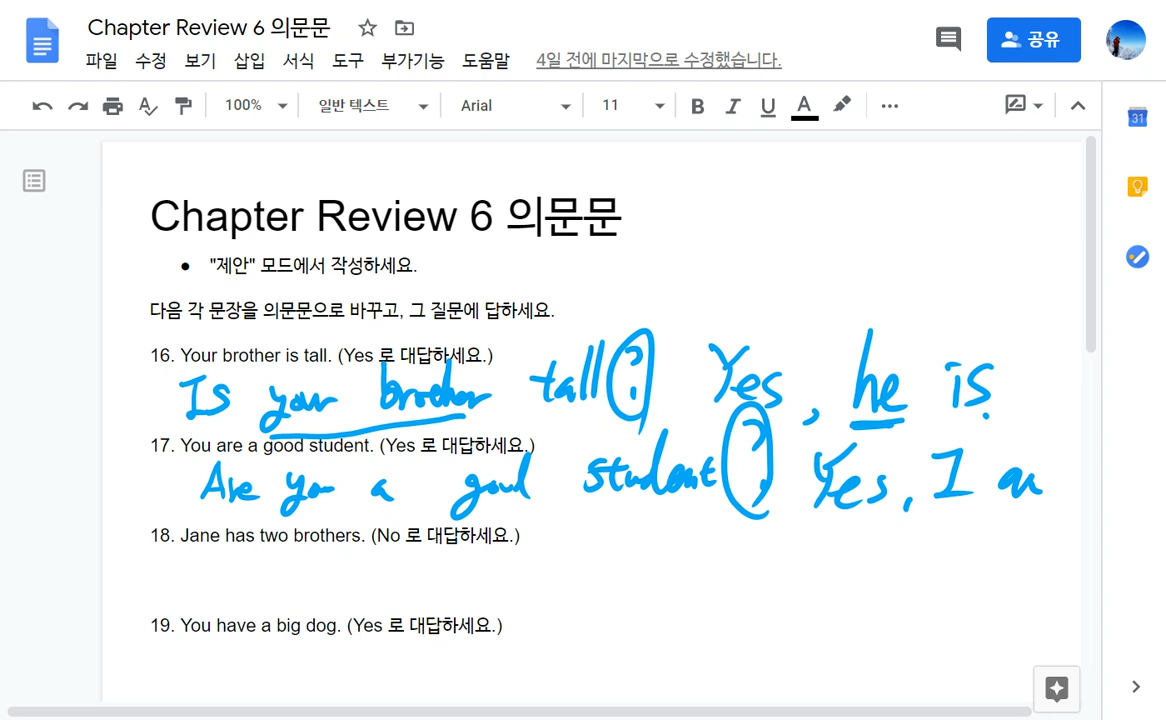 Chapter Review 6 의문문
파일 수정 보기 삽입 서식 도구 부가기능 도움말 4일 전에 마지막으로 수정했습니다.
공유
100% 일반 텍스트 Arial 11 B I U A
31
Chapter Review 6 의문문
● "제안" 모드에서 작성하세요.
다음 각 문장을 의문문으로 바꾸고, 그 질문에 답하세요.
16. Your brother is tall. (Yes 로 대답하세요.)
Is your brother tall? Yes, he is.
17. You are a good student. (Yes 로 대답하세요.)
Are you a good student? Yes, I am
18. Jane has two brothers. (No 로 대답하세요.)
19. You have a big dog. (Yes 로 대답하세요.)